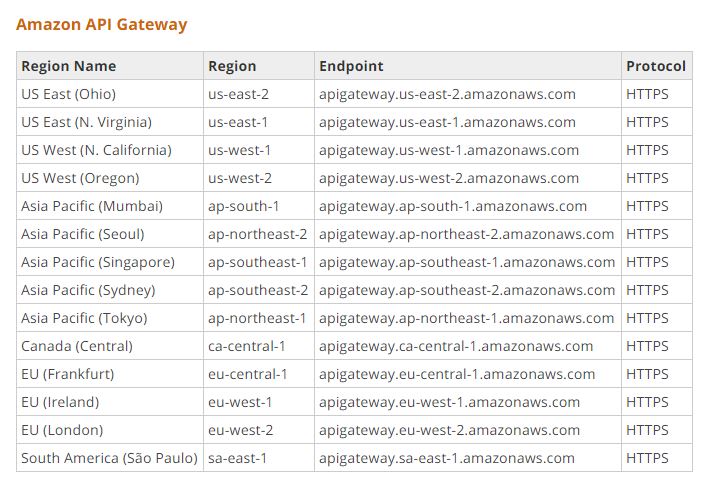 Amazon API Gateway
Region Name Region Endpoint Protocol
US East (Ohio) us-east-2 apigateway.us-east-2.amazonaws.com HTTPS
US East (N. Virginia) us-east-1 apigateway.us-east-1.amazonaws.com HTTPS
US West (N. California) us-west-1 apigateway.us-west-1.amazonaws.com HTTPS
US West (Oregon) us-west-2 apigateway.us-west-2.amazonaws.com HTTPS
Asia Pacific (Mumbai) ap-south-1 apigateway.ap-south-1.amazonaws.com HTTPS
Asia Pacific (Seoul) ap-northeast-2 apigateway.ap-northeast-2.amazonaws.com HTTPS
Asia Pacific (Singapore) ap-southeast-1 apigateway.ap-southeast-1.amazonaws.com HTTPS
Asia Pacific (Sydney) ap-southeast-2 apigateway.ap-southeast-2.amazonaws.com HTTPS
Asia Pacific (Tokyo) ap-northeast-1 apigateway.ap-northeast-1.amazonaws.com HTTPS
Canada (Central) ca-central-1 apigateway.ca-central-1.amazonaws.com HTTPS
EU (Frankfurt) eu-central-1 apigateway.eu-central-1.amazonaws.com HTTPS
EU (Ireland) eu-west-1 apigateway.eu-west-1.amazonaws.com HTTPS
EU (London) eu-west-2 apigateway.eu-west-2.amazonaws.com HTTPS
South America (São Paulo) sa-east-1 apigateway.sa-east-1.amazonaws.com HTTPS